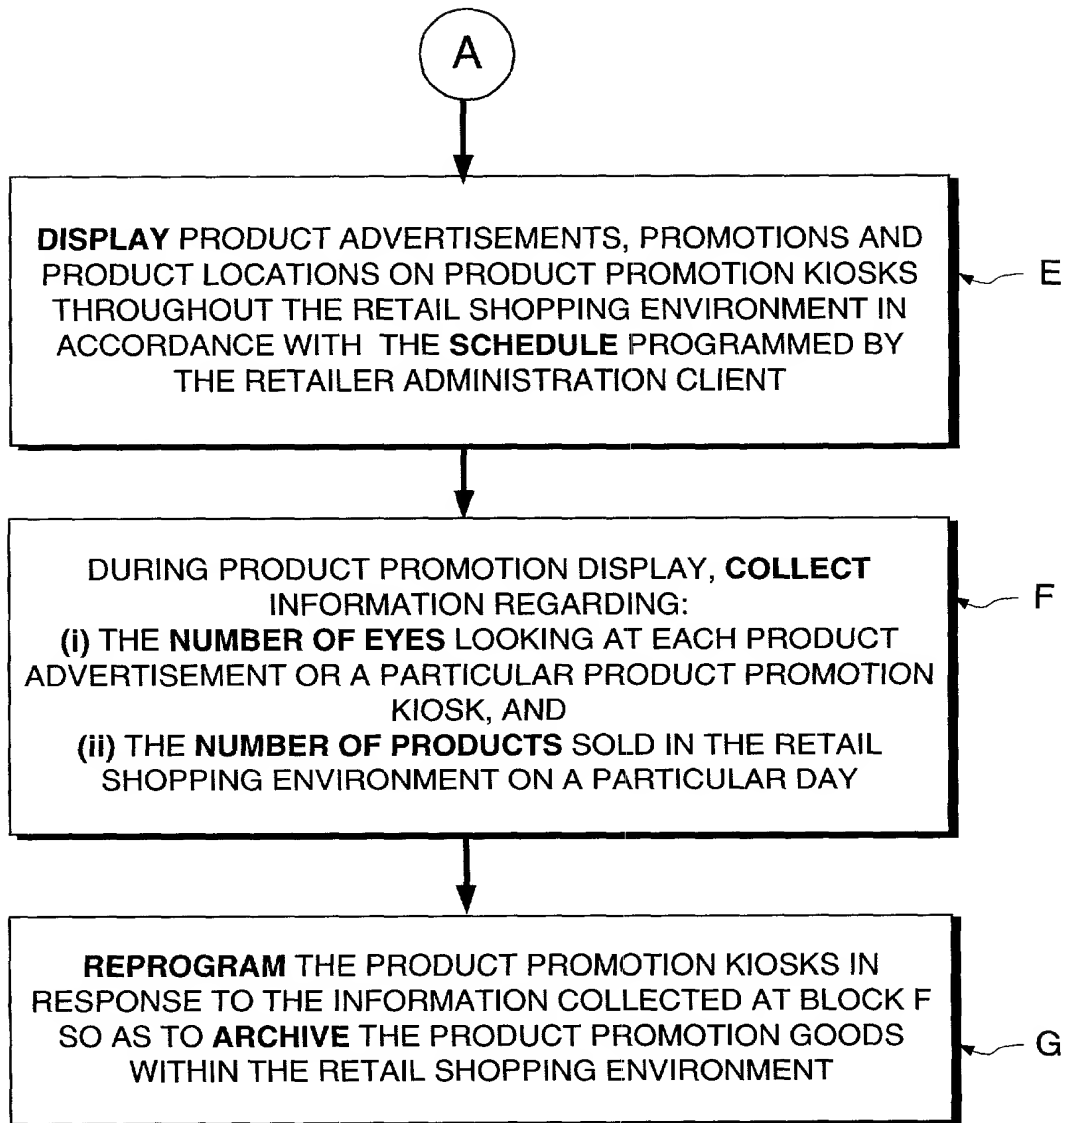 A
DISPLAY PRODUCT ADVERTISEMENTS, PROMOTIONS AND
PRODUCT LOCATIONS ON PRODUCT PROMOTION KIOSKS
THROUGHOUT THE RETAIL SHOPPING ENVIRONMENT IN
ACCORDANCE WITH THE SCHEDULE PROGRAMMED BY
THE RETAILER ADMINISTRATION CLIENT
E
DURING PRODUCT PROMOTION DISPLAY, COLLECT
INFORMATION REGARDING:
(i) THE NUMBER OF EYES LOOKING AT EACH PRODUCT
ADVERTISEMENT OR A PARTICULAR PRODUCT PROMOTION
KIOSK, AND
(ii) THE NUMBER OF PRODUCTS SOLD IN THE RETAIL
SHOPPING ENVIRONMENT ON A PARTICULAR DAY
F
REPROGRAM THE PRODUCT PROMOTION KIOSKS IN
RESPONSE TO THE INFORMATION COLLECTED AT BLOCK F
SO AS TO ARCHIVE THE PRODUCT PROMOTION GOODS
WITHIN THE RETAIL SHOPPING ENVIRONMENT
G